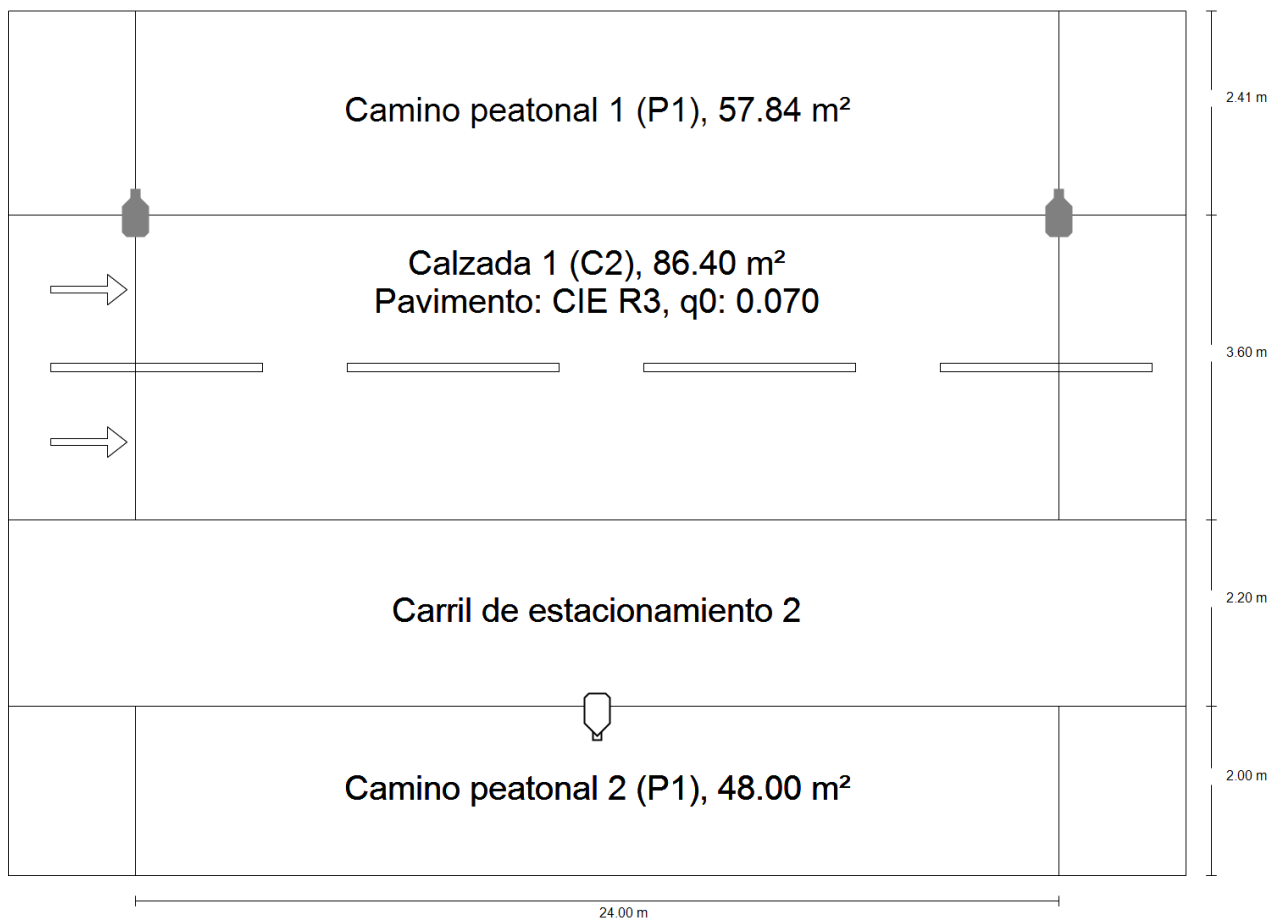 Camino peatonal 1 (P1), 57.84 m²
2.41 m
Calzada 1 (C2), 86.40 m²
Pavimento: CIE R3, q0: 0.070
3.60 m
Carril de estacionamiento 2
2.20 m
Camino peatonal 2 (P1), 48.00 m²
2.00 m
24.00 m